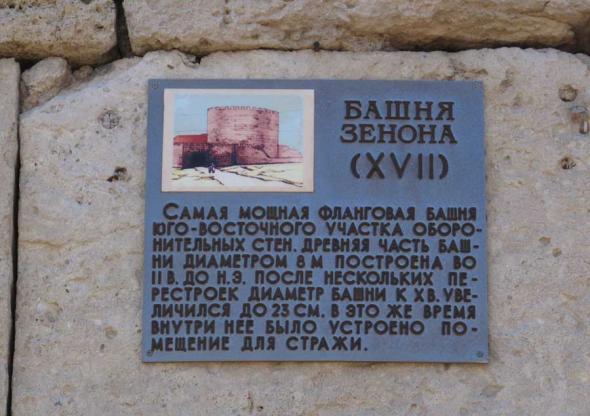 БАШНЯ
ЗЕНОНА
(XVII)
САМАЯ МОЩНАЯ ФЛАНГОВАЯ БАШНЯ
ЮГО-ВОСТОЧНОГО УЧАСТКА ОБОРО-
НИТЕЛЬНЫХ СТЕН. ДРЕВНЯЯ ЧАСТЬ БАШ-
НИ ДИАМЕТРОМ 8 М ПОСТРОЕНА ВО
II В. ДО Н.Э. ПОСЛЕ НЕСКОЛЬКИХ ПЕ-
РЕСТРОЕК ДИАМЕТР БАШНИ К X В. УВЕ-
ЛИЧИЛСЯ ДО 23 СМ. В ЭТО ЖЕ ВРЕМЯ
ВНУТРИ НЕЕ БЫЛО УСТРОЕНО ПО-
МЕЩЕНИЕ ДЛЯ СТРАЖИ.